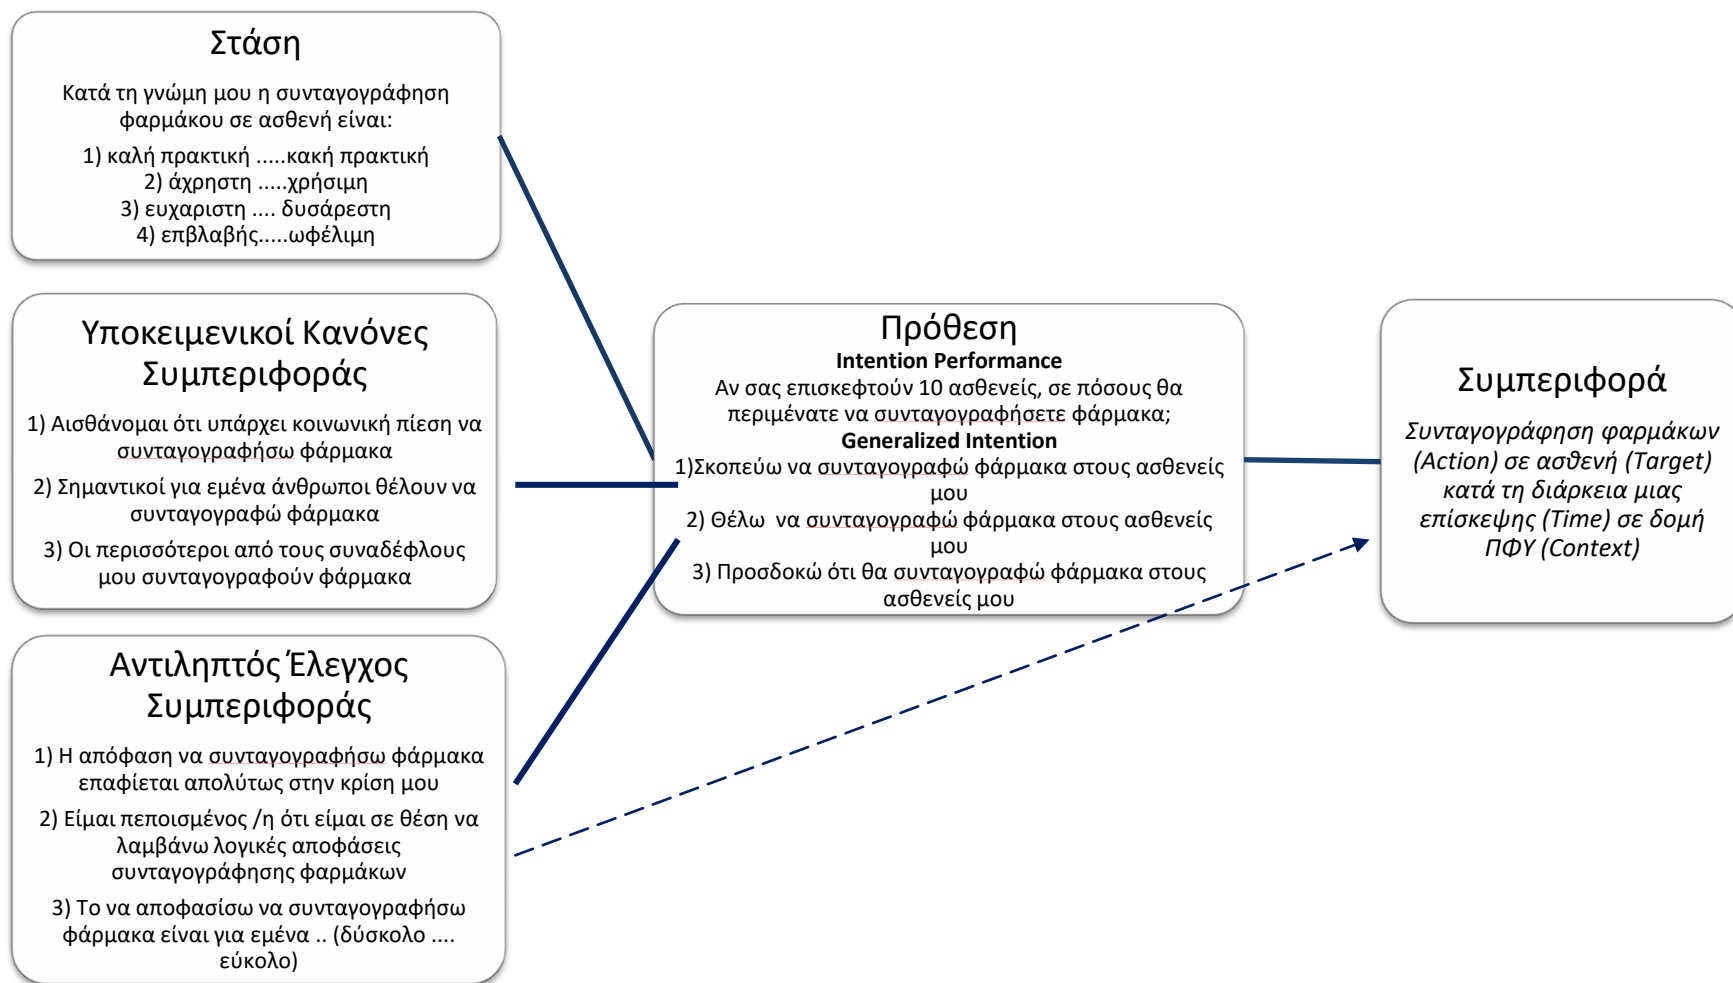 Στάση
Κατά τη γνώμη μου η συνταγογράφηση
φαρμάκου σε ασθενή είναι:
1) καλή πρακτική .....κακή πρακτική
2) άχρηστη .....χρήσιμη
3) ευχαριστη .... δυσάρεστη
4) επβλαβής.....ωφέλιμη
Υποκειμενικοί Κανόνες
Συμπεριφοράς
1) Αισθάνομαι ότι υπάρχει κοινωνική πίεση να
συνταγογραφήσω φάρμακα
2) Σημαντικοί για εμένα άνθρωποι θέλουν να
συνταγογραφώ φάρμακα
3) Οι περισσότεροι από τους συναδέφλους
μου συνταγογραφούν φάρμακα
Αντιληπτός Έλεγχος
Συμπεριφοράς
1) Η απόφαση να συνταγογραφήσω φάρμακα
επαφίεται απολύτως στην κρίση μου
2) Είμαι πεποισμένος /η ότι είμαι σε θέση να
λαμβάνω λογικές αποφάσεις
συνταγογράφησης φαρμάκων
3) Το να αποφασίσω να συνταγογραφήσω
φάρμακα είναι για εμένα .. (δύσκολο ....
εύκολο)
Πρόθεση
Intention Performance
Αν σας επισκεφτούν 10 ασθενείς, σε πόσους θα
περιμένατε να συνταγογραφήσετε φάρμακα;
Generalized Intention
1)Σκοπεύω να συνταγογραφώ φάρμακα στους ασθενείς
μου
2) Θέλω  να συνταγογραφώ φάρμακα στους ασθενείς
μου
3) Προσδοκώ ότι θα συνταγογραφώ φάρμακα στους
ασθενείς μου
Συμπεριφορά
Συνταγογράφηση φαρμάκων
(Action) σε ασθενή (Target)
κατά τη διάρκεια μιας
επίσκεψης (Time) σε δομή
ΠΦΥ (Context)